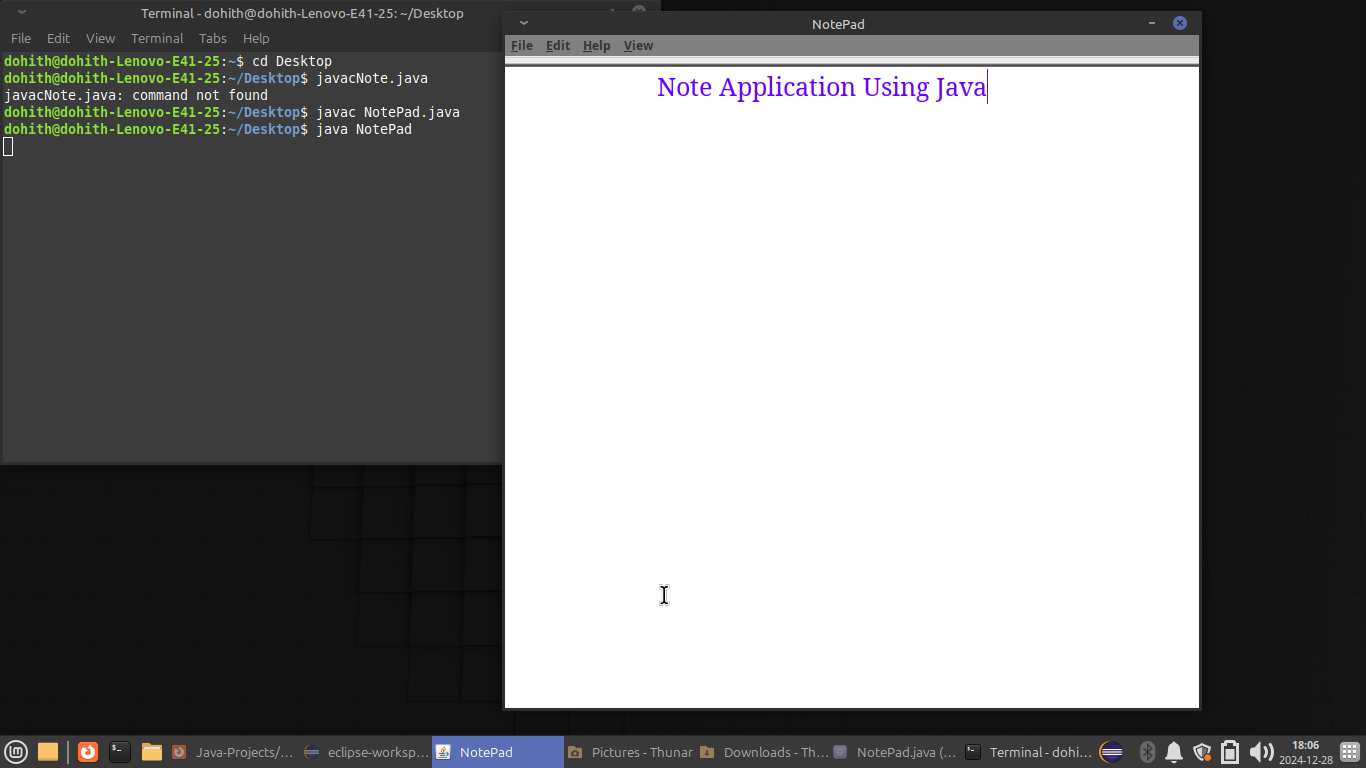 Terminal - dohith@dohith-Lenovo-E41-25: ~/Desktop
File Edit View Terminal Tabs Help
dohith@dohith-Lenovo-E41-25:~$ cd Desktop
dohith@dohith-Lenovo-E41-25:~/Desktop$ javacNote.java
javacNote.java: command not found
dohith@dohith-Lenovo-E41-25:~/Desktop$ javac NotePad.java
dohith@dohith-Lenovo-E41-25:~/Desktop$ java NotePad
NotePad
File Edit Help View
Note Application Using Java
Java-Projects/... eclipse-worksp... NotePad Pictures - Thunar Downloads - Th... NotePad.java (... Terminal - dohi... 18:06
2024-12-28